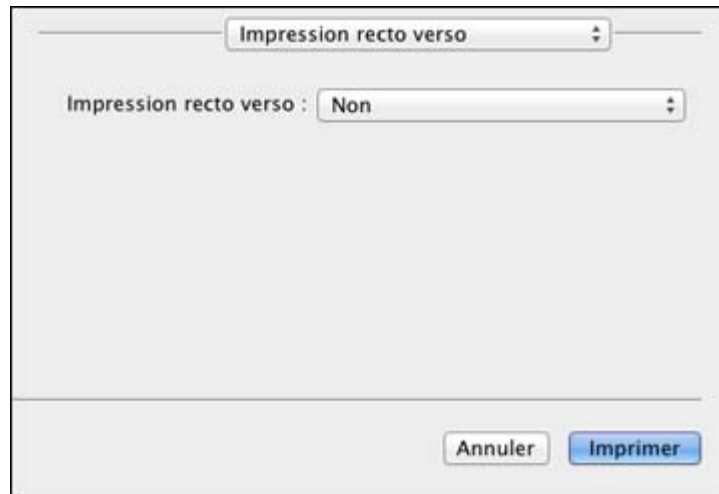 Impression recto verso
Impression recto verso : Non
Annuler Imprimer